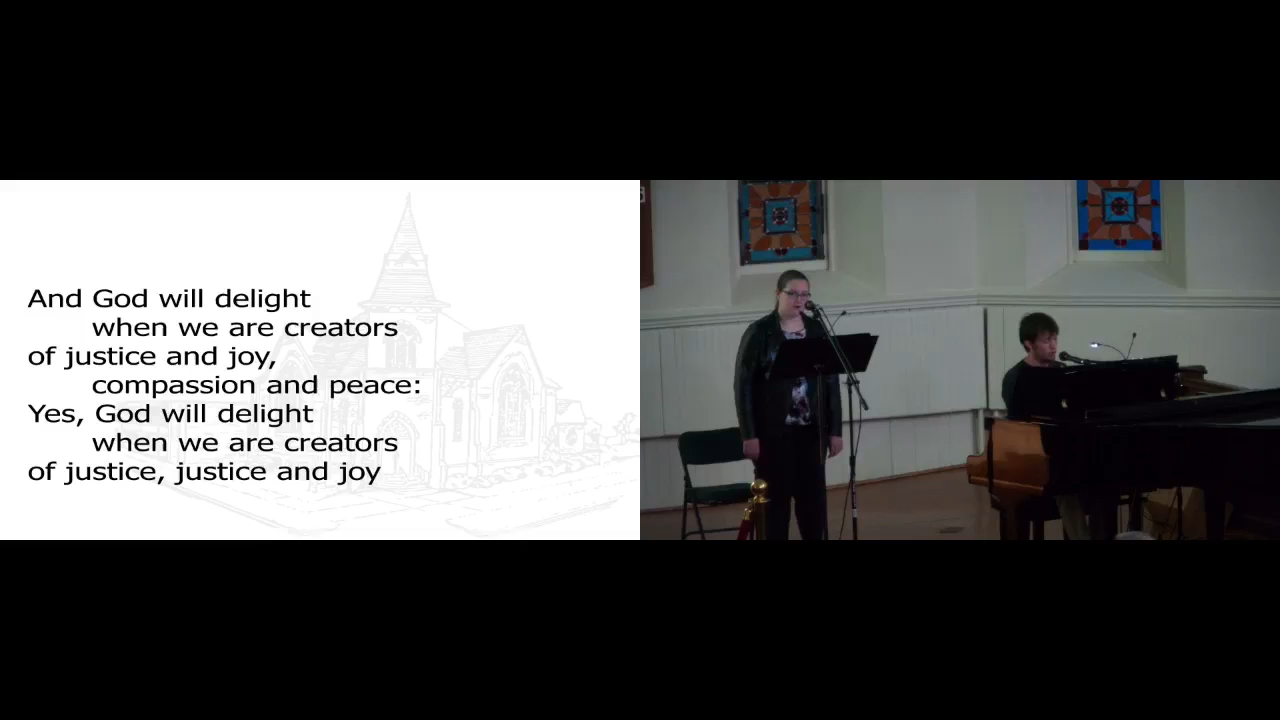 And God will delight
when we are creators
of justice and joy,
compassion and peace:
Yes, God will delight
when we are creators
of justice, justice and joy